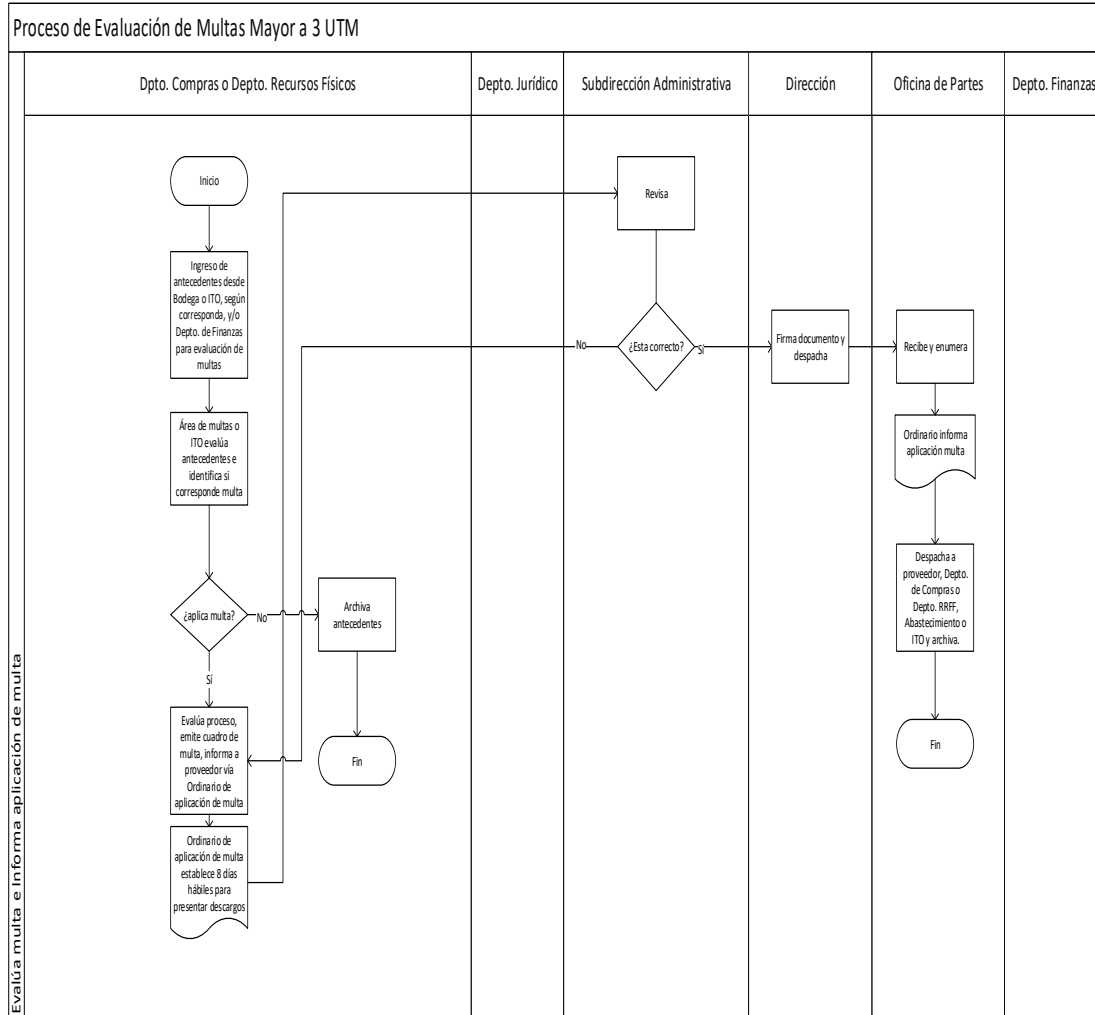 Proceso de Evaluación de Multas Mayor a 3 UTM
Dpto. Compras o Depto. Recursos Físicos
Depto. Jurídico
Subdirección Administrativa
Dirección
Oficina de Partes
Depto. Finanzas
Evalúa multa e Informa aplicación de multa
Inicio
Ingreso de
antecedentes desde
Bodega o ITO, según
corresponda, y/o
Depto. de Finanzas
para evaluación de
multas
Área de multas o
ITO evalúa
antecedentes e
identifica si
corresponde multa
¿aplica multa?
No
Archiva
antecedentes
Fin
Sí
Evalúa proceso,
emite cuadro de
multa, informa a
proveedor vía
Ordinario de
aplicación de multa
Ordinario de
aplicación de multa
establece 8 días
hábiles para
presentar descargos
Revisa
¿Esta correcto?
No
Sí
Firma documento y
despacha
Recibe y enumera
Ordinario informa
aplicación multa
Despacha a
proveedor, Depto.
de Compras o
Depto. RRFF,
Abastecimiento o
ITO y archiva.
Fin